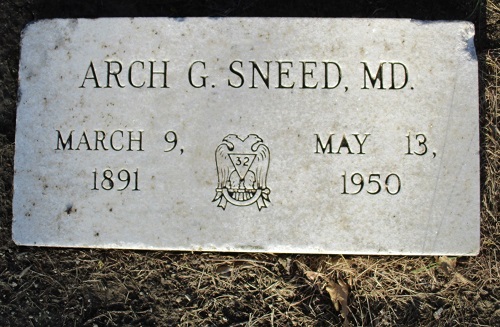 ARCH G. SNEED, MD.
MARCH 9, MAY 13,
32
1891 1950